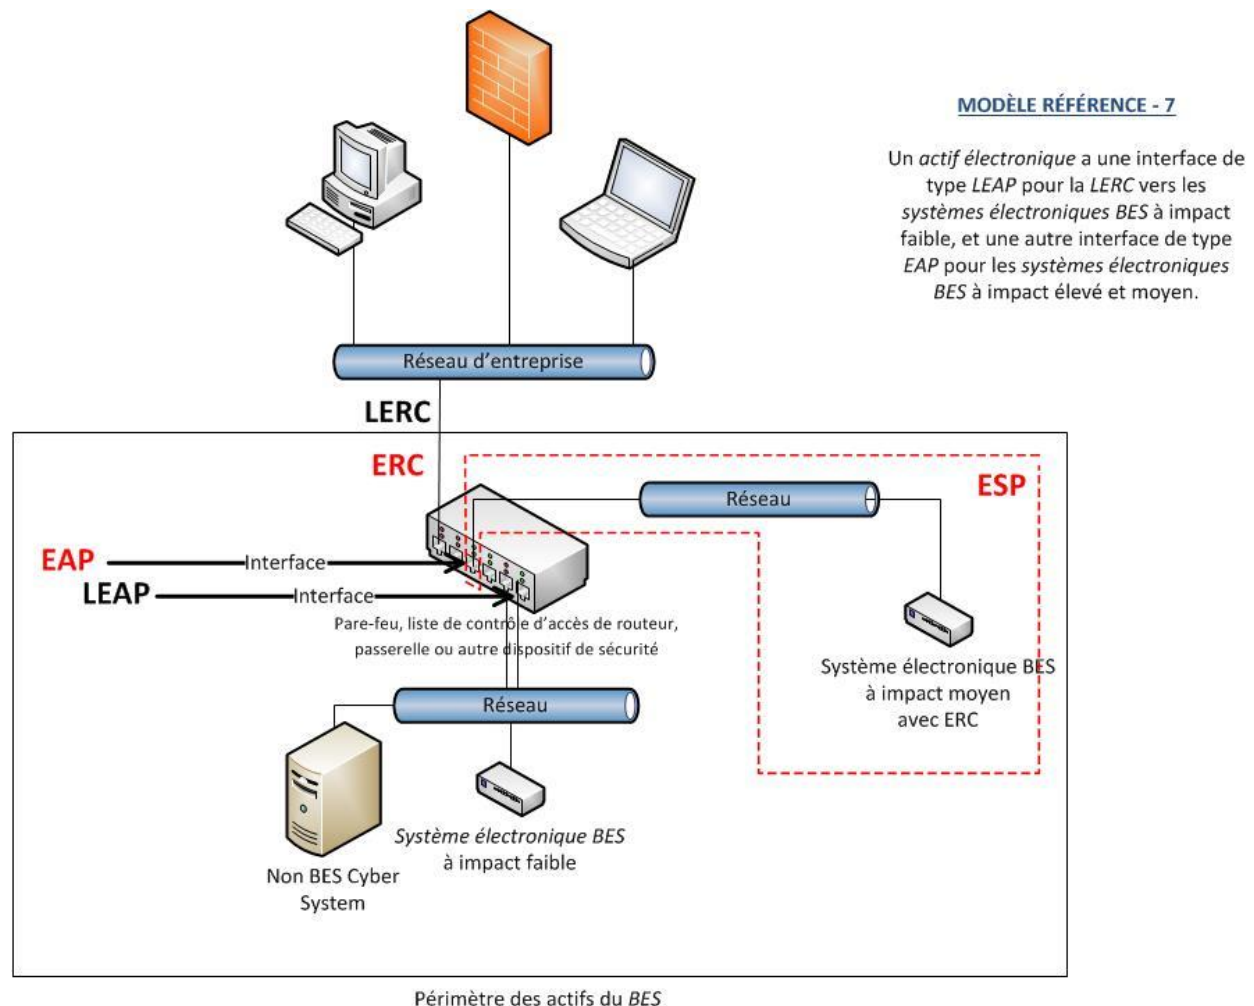 MODÈLE RÉFÉRENCE - 7
Un actif électronique a une interface de
type LEAP pour la LERC vers les
systèmes électroniques BES à impact
faible, et une autre interface de type
EAP pour les systèmes électroniques
BES à impact élevé et moyen.
Réseau d'entreprise
LERC
ERC
ESP
Réseau
EAP
Interface
LEAP
Interface
Pare-feu, liste de contrôle d'accès de routeur,
passerelle ou autre dispositif de sécurité
Système électronique BES
à impact moyen
avec ERC
Réseau
Système électronique BES
à impact faible
Non BES Cyber
System
Périmètre des actifs du BES